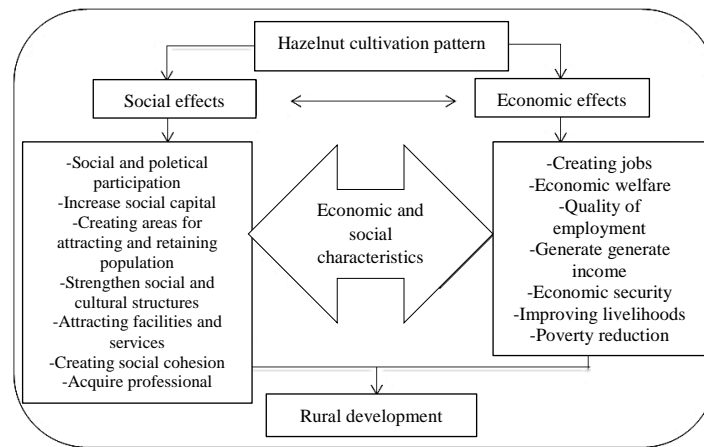 Hazelnut cultivation pattern
Social effects
Economic effects
-Social and poletical
participation
-Increase social capital
-Creating areas for
attracting and retaining
population
-Strengthen social and
cultural structures
-Attracting facilities and
services
-Creating social cohesion
-Acquire professional
Economic and
social
characteristics
-Creating jobs
-Economic welfare
-Quality of
employment
-Generate generate
income
-Economic security
-Improving livelihoods
-Poverty reduction
Rural development